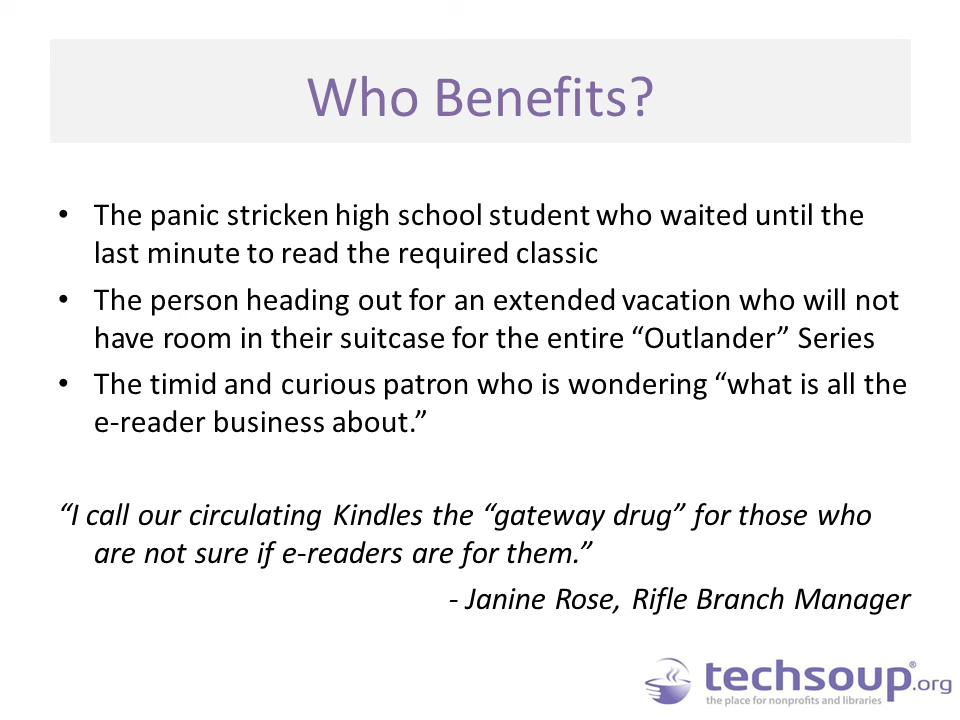 Who Benefits?
• The panic stricken high school student who waited until the
last minute to read the required classic
• The person heading out for an extended vacation who will not
have room in their suitcase for the entire “Outlander” Series
• The timid and curious patron who is wondering “what is all the
e-reader business about.”
“I call our circulating Kindles the “gateway drug” for those who
are not sure if e-readers are for them.”
- Janine Rose, Rifle Branch Manager
techsoup®.org
the place for nonprofits and libraries